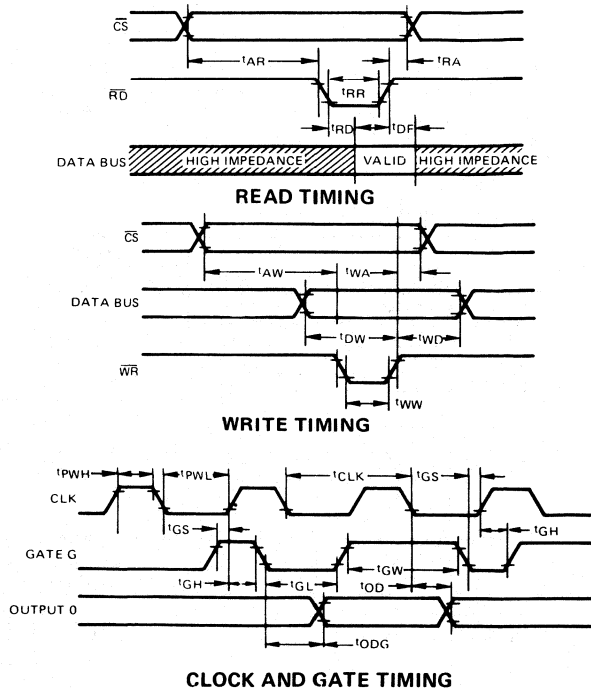 CS
tAR
tRA
RD
tRR
tRD
tDF
DATA BUS
HIGH IMPEDANCE
VALID
HIGH IMPEDANCE
READ TIMING
CS
tAW
tWA
DATA BUS
tDW
tWD
WR
tWW
WRITE TIMING
tPWH
tPWL
tCLK
tGS
CLK
tGS
tGH
GATE G
tGH
tGL
tGW
tOD
OUTPUT 0
tODG
CLOCK AND GATE TIMING